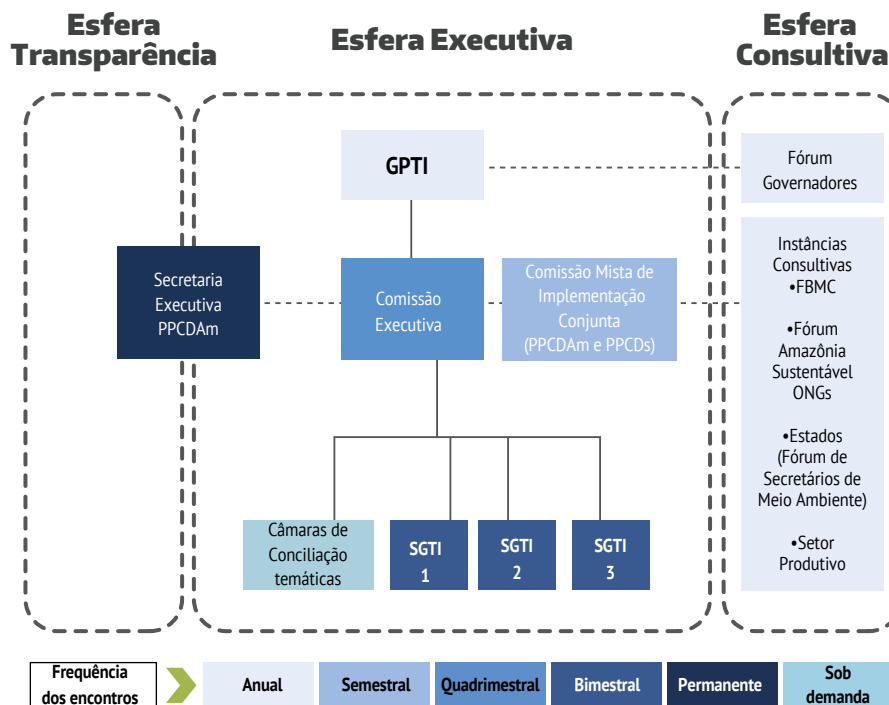 Esfera
Transparência
Esfera Executiva
Esfera
Consultiva
GPTI
Fórum
Governadores
Secretaria
Executiva
PPCDAm
Comissão
Executiva
Comissão Mista de
Implementação
Conjunta
(PPCDAm e PPCDs)
Instâncias
Consultivas
•FBMC
•Fórum
Amazônia
Sustentável
ONGs
•Estados
(Fórum de
Secretários de
Meio Ambiente)
•Setor
Produtivo
Câmaras de
Conciliação
temáticas
SGTI
1
SGTI
2
SGTI
3
Frequência
dos encontros
Anual
Semestral
Quadrimestral
Bimestral
Permanente
Sob
demanda